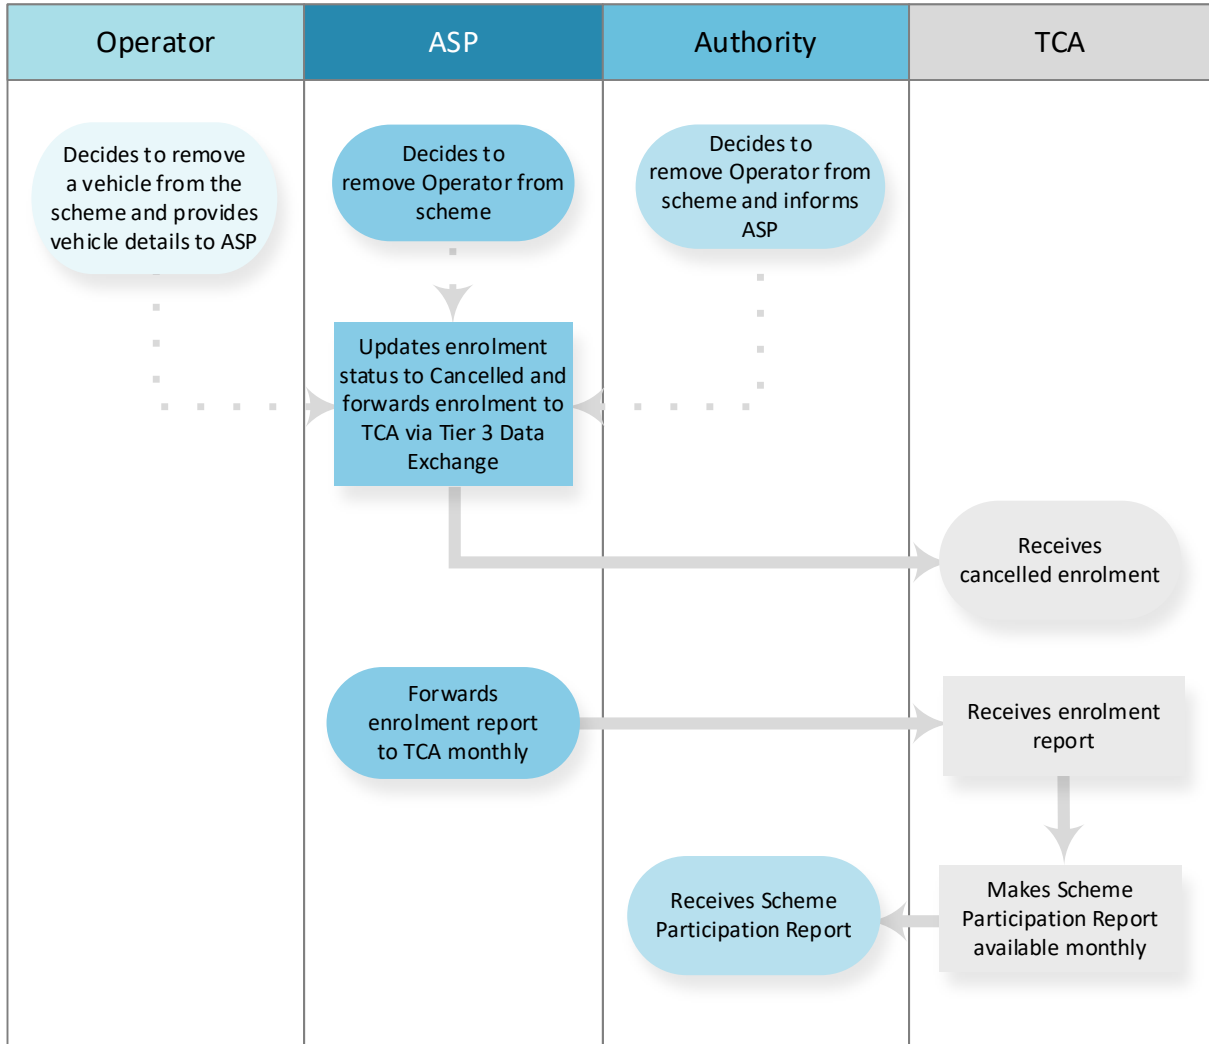 Operator
ASP
Authority
TCA
Decides to remove
a vehicle from the
scheme and provides
vehicle details to ASP
Decides to
remove Operator from
scheme
Decides to
remove Operator from
scheme and informs
ASP
Updates enrolment
status to Cancelled and
forwards enrolment to
TCA via Tier 3 Data
Exchange
Receives
cancelled enrolment
Forwards
enrolment report
to TCA monthly
Receives enrolment
report
Receives Scheme
Participation Report
Makes Scheme
Participation Report
available monthly